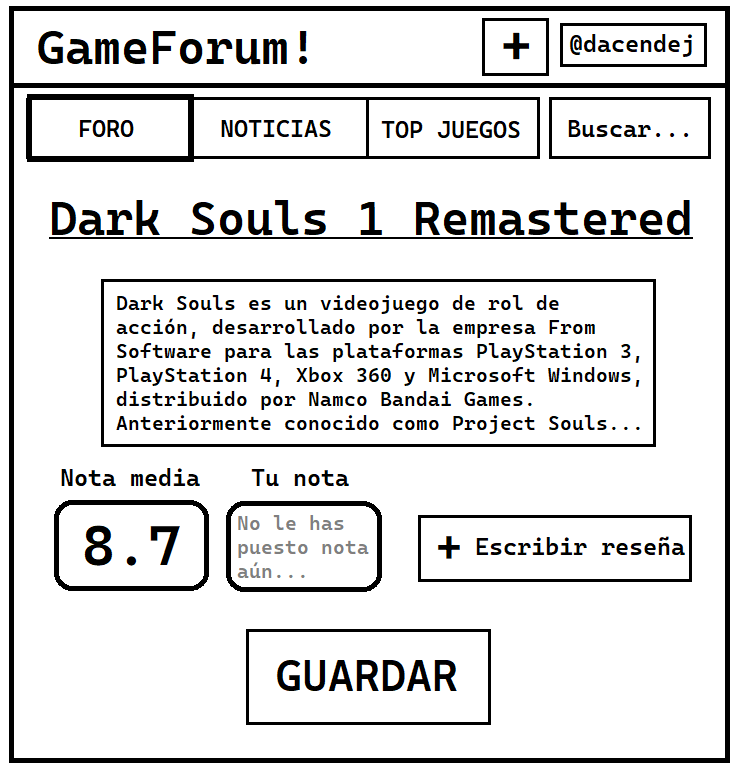 GameForum!
+
@dacendej
FORO
NOTICIAS
TOP JUEGOS
Buscar...
Dark Souls 1 Remastered
Dark Souls es un videojuego de rol de
acción, desarrollado por la empresa From
Software para las plataformas PlayStation 3,
PlayStation 4, Xbox 360 y Microsoft Windows,
distribuido por Namco Bandai Games.
Anteriormente conocido como Project Souls...
Nota media
Tu nota
8.7
No le has
puesto nota
aún...
+ Escribir reseña
GUARDAR